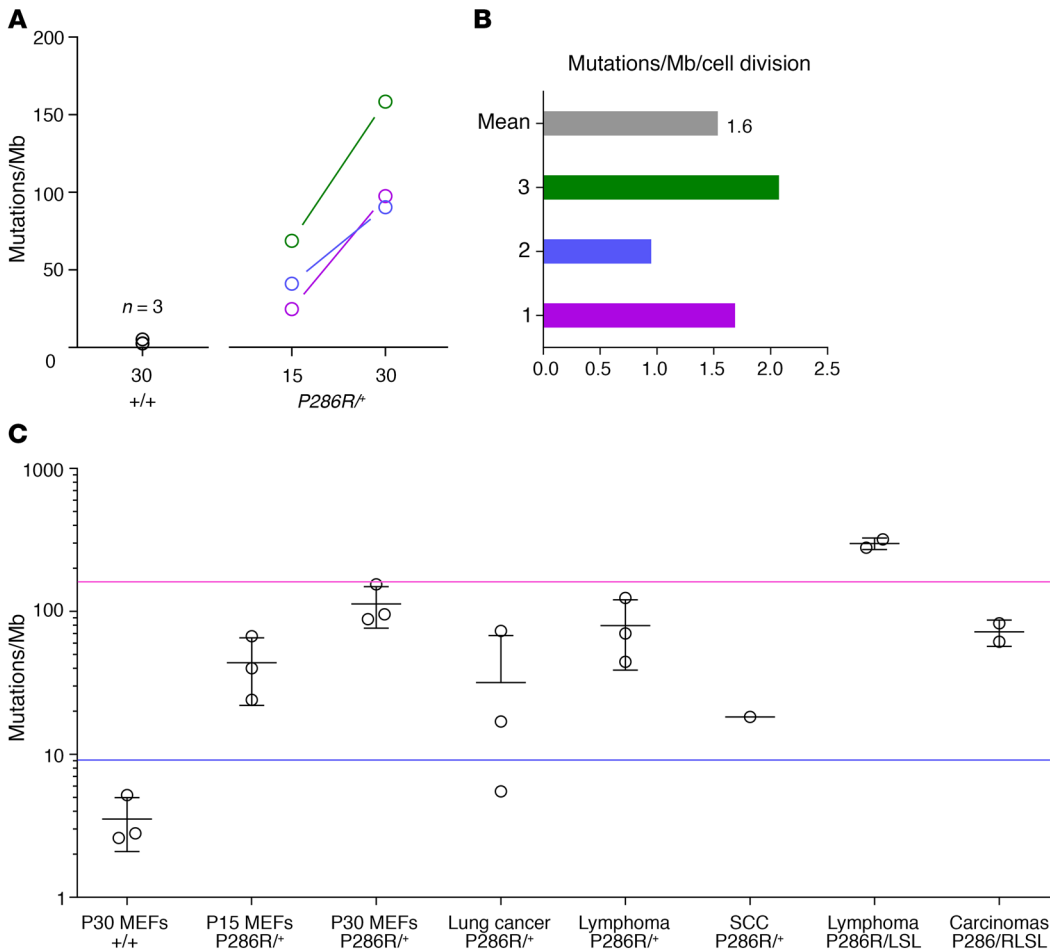 A
200
150
100
50
0
Mutations/Mb
n = 3
30
+/+
15
30
P286R/+
B
Mutations/Mb/cell division
Mean
1.6
3
2
1
0.0 0.5 1.0 1.5 2.0 2.5
C
1000
100
10
1
Mutations/Mb
P30 MEFs
+/+
P15 MEFs
P286R/+
P30 MEFs
P286R/+
Lung cancer
P286R/+
Lymphoma
P286R/+
SCC
P286R/+
Lymphoma
P286R/LSL
Carcinomas
P286/RLSL